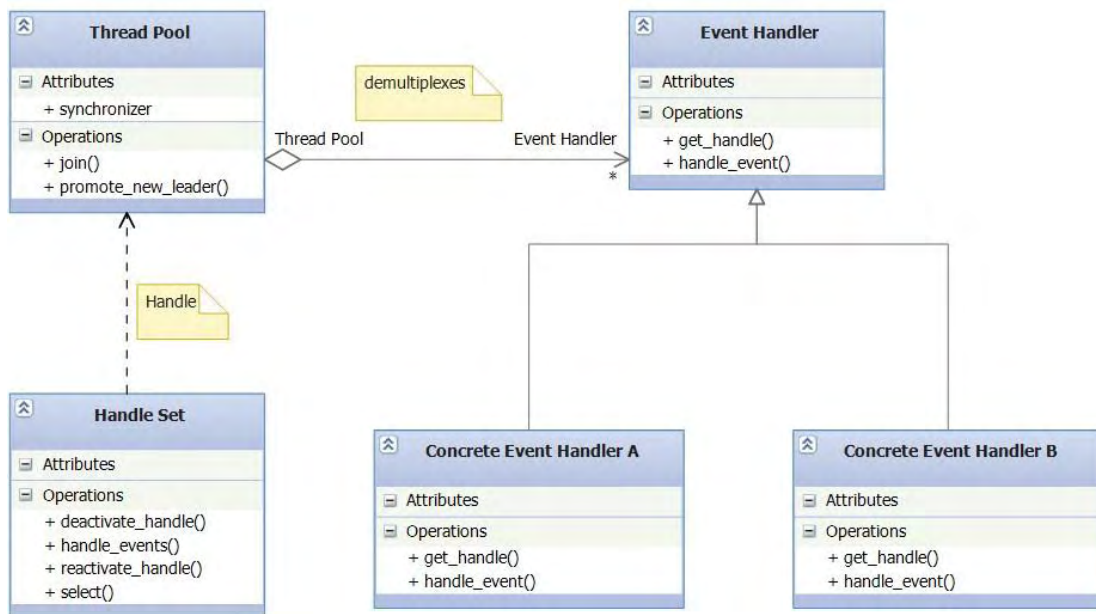 Thread Pool
Attributes
+ synchronizer
Operations
+ join()
+ promote_new_leader()
demultiplexes
Thread Pool
Event Handler
*
Event Handler
Attributes
Operations
+ get_handle()
+ handle_event()
Handle
Handle Set
Attributes
Operations
+ deactivate_handle()
+ handle_events()
+ reactivate_handle()
+ select()
Concrete Event Handler A
Attributes
Operations
+ get_handle()
+ handle_event()
Concrete Event Handler B
Attributes
Operations
+ get_handle()
+ handle_event()